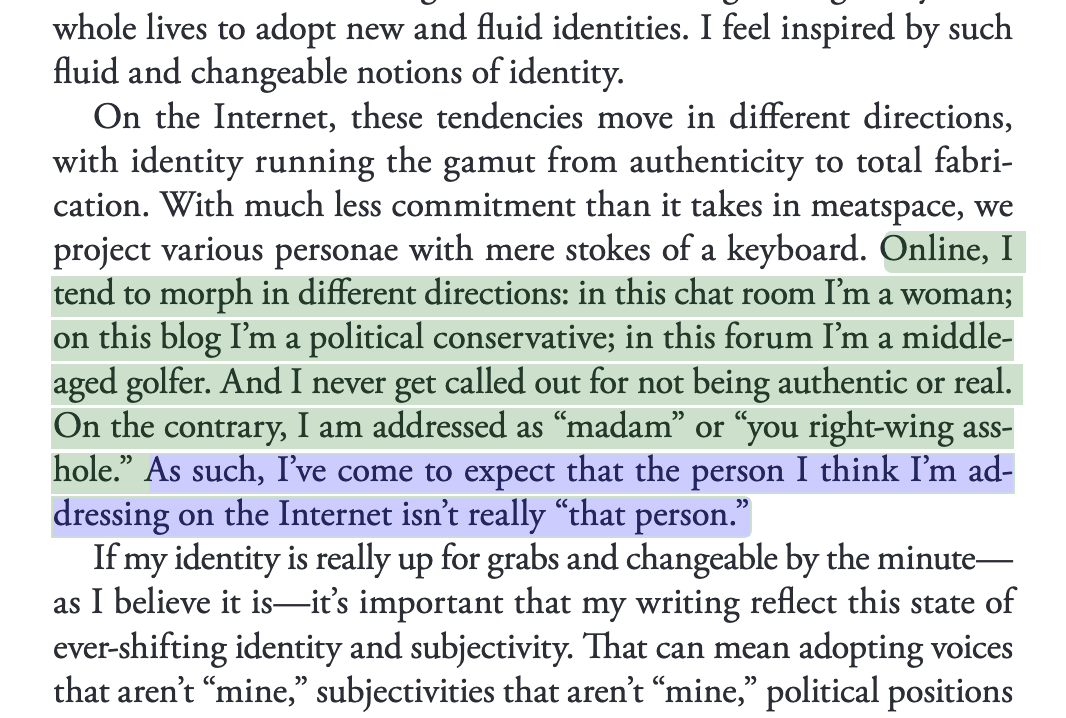 whole lives to adopt new and fluid identities. I feel inspired by such
fluid and changeable notions of identity.
On the Internet, these tendencies move in different directions,
with identity running the gamut from authenticity to total fabri-
cation. With much less commitment than it takes in meatspace, we
project various personae with mere stokes of a keyboard. Online, I
tend to morph in different directions: in this chat room I’m a woman;
on this blog I’m a political conservative; in this forum I’m a middle-
aged golfer. And I never get called out for not being authentic or real.
On the contrary, I am addressed as “madam” or “you right-wing ass-
hole.” As such, I’ve come to expect that the person I think I’m ad-
dressing on the Internet isn’t really “that person.”
If my identity is really up for grabs and changeable by the minute—
as I believe it is—it’s important that my writing reflect this state of
ever-shifting identity and subjectivity. That can mean adopting voices
that aren’t “mine,” subjectivities that aren’t “mine,” political positions